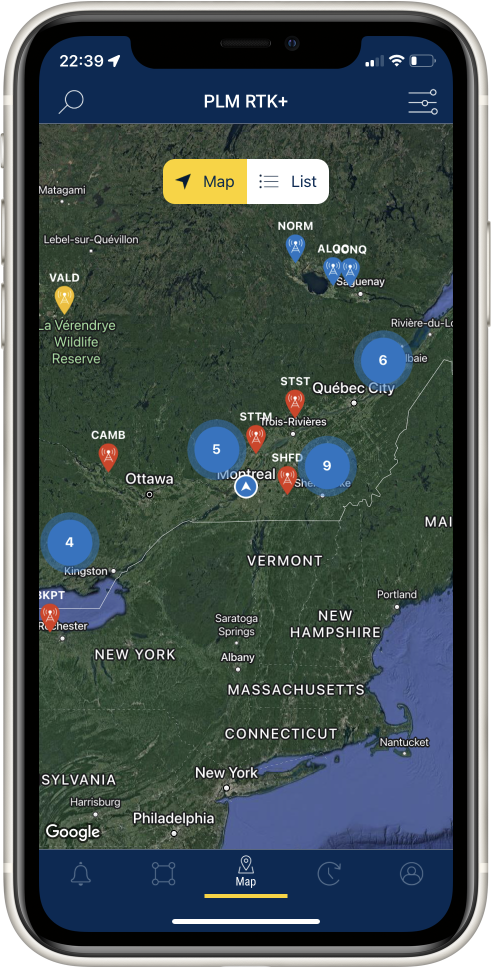 22:39
PLM RTK+
Map
List
Matagami
NORM
Lebel-sur-Quévillon
VALD
Saguenay
La Vérendrye
Wildlife
Reserve
Rivière-du-Lo
6
lbaie
STST
Québec City
STTM
Trois-Rivières
CAMB
5
SHFD
9
Montreal
Ottawa
MAI
4
Kingston
VERMONT
BKPT
Portland
Rochester
Saratoga
Springs
NEW
HAMPSHIRE
NEW YORK
Albany
MASSACHUSETTS
CONNECTICUT
Nantucket
New York
SYLVANIA
Harrisburg
Philadelphia
Google
Map